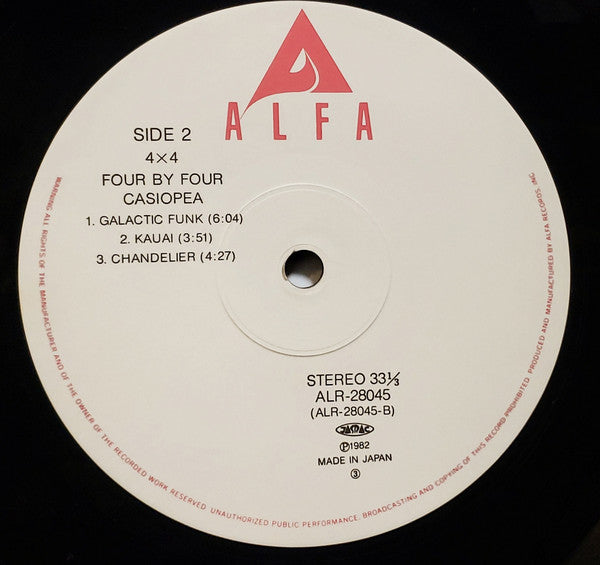 ALFA
SIDE 2
4×4
FOUR BY FOUR
CASIOPEA
1. GALACTIC FUNK (6:04)
2. KAUAI (3:51)
3. CHANDELIER (4:27)
STEREO 33⅓
ALR-28045
(ALR-28045-B)
JASRAC
Ⓟ1982
MADE IN JAPAN
③
WARNING: ALL RIGHTS OF THE MANUFACTURER AND OF THE OWNER OF THE RECORDED WORK RESERVED. UNAUTHORIZED PUBLIC PERFORMANCE. BROADCASTING AND COPYING OF THIS RECORD PROHIBITED. PRODUCED AND MANUFACTURED BY ALFA RECORDS, INC.